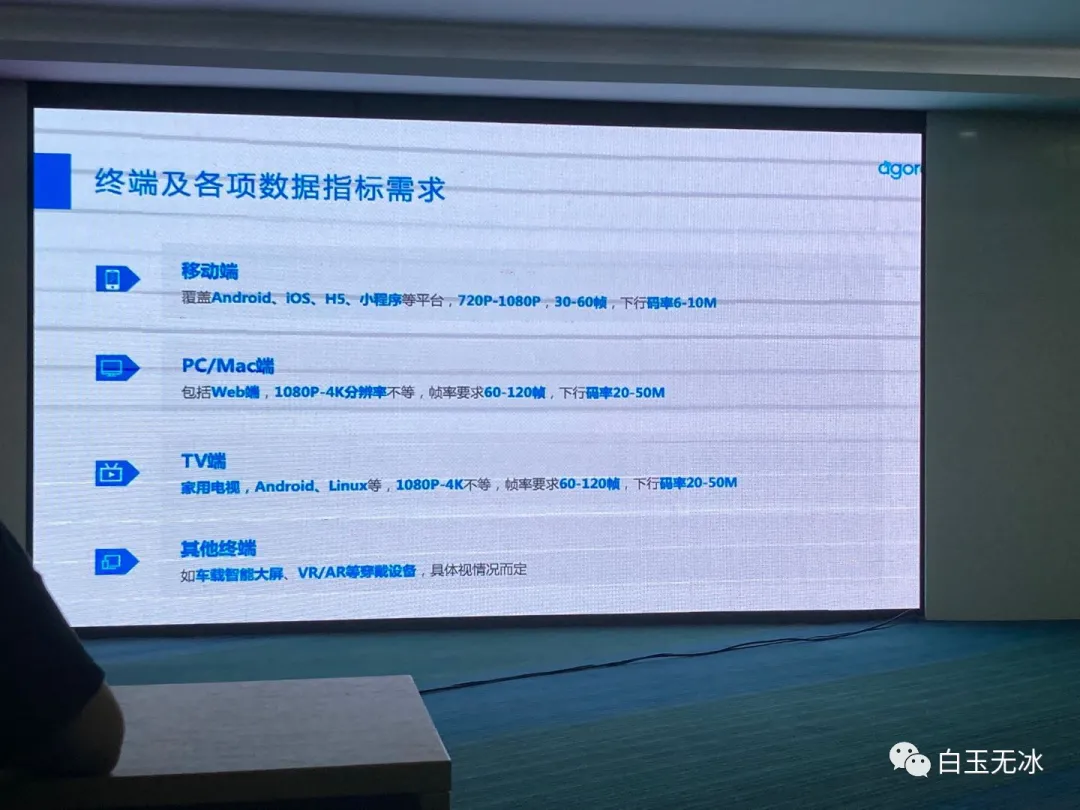 终端及各项数据指标需求
agor
移动端
覆盖Android、iOS、H5、小程序等平台，720P-1080P，30-60帧，下行码率6-10M
PC/Mac端
包括Web端，1080P-4K分辨率不等，帧率要求60-120帧，下行码率20-50M
TV端
家用电视，Android、Linux等，1080P-4K不等，帧率要求60-120帧，下行码率20-50M
其他终端
如车载智能大屏、VR/AR等穿戴设备，具体视情况而定
白玉无冰